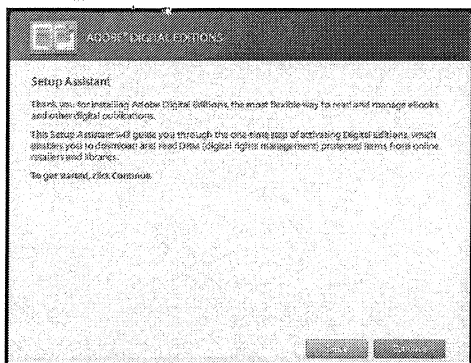 ADOBE® DIGITAL EDITIONS
Setup Assistant
Thank you for installing Adobe Digital Editions, the most flexible way to read and manage eBooks
and other digital publications.
This Setup Assistant will guide you through the one-time step of activating Digital Editions, which
enables you to download and read DRM (digital rights management) protected items from online
retailers and libraries.
To get started, click Continue.